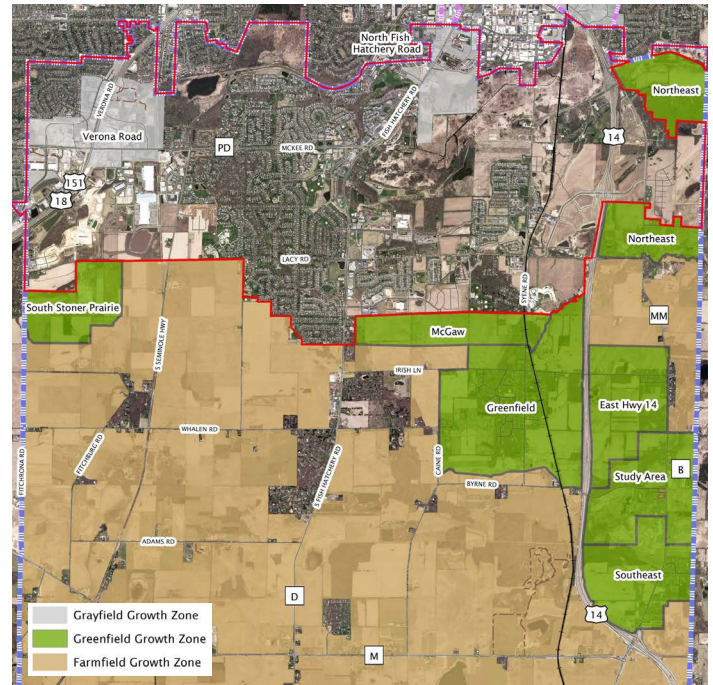 North Fish
Hatchery Road
Northeast
VERONA RD
FISH HATCHERY RD
Verona Road
14
PD
MCKEE RD
151
18
Northeast
LACY RD
SYENE RD
South Stoner Prairie
MM
McGaw
S SEMINOLE HWY
IRISH LN
Greenfield
East Hwy 14
WHALEN RD
FITCHBURG RD
FITCHRONA RD
S FISH HATCHERY RD
CAINE RD
Study Area
B
BYRNE RD
ADAMS RD
Southeast
D
14
M
Grayfield Growth Zone
Greenfield Growth Zone
Farmfield Growth Zone